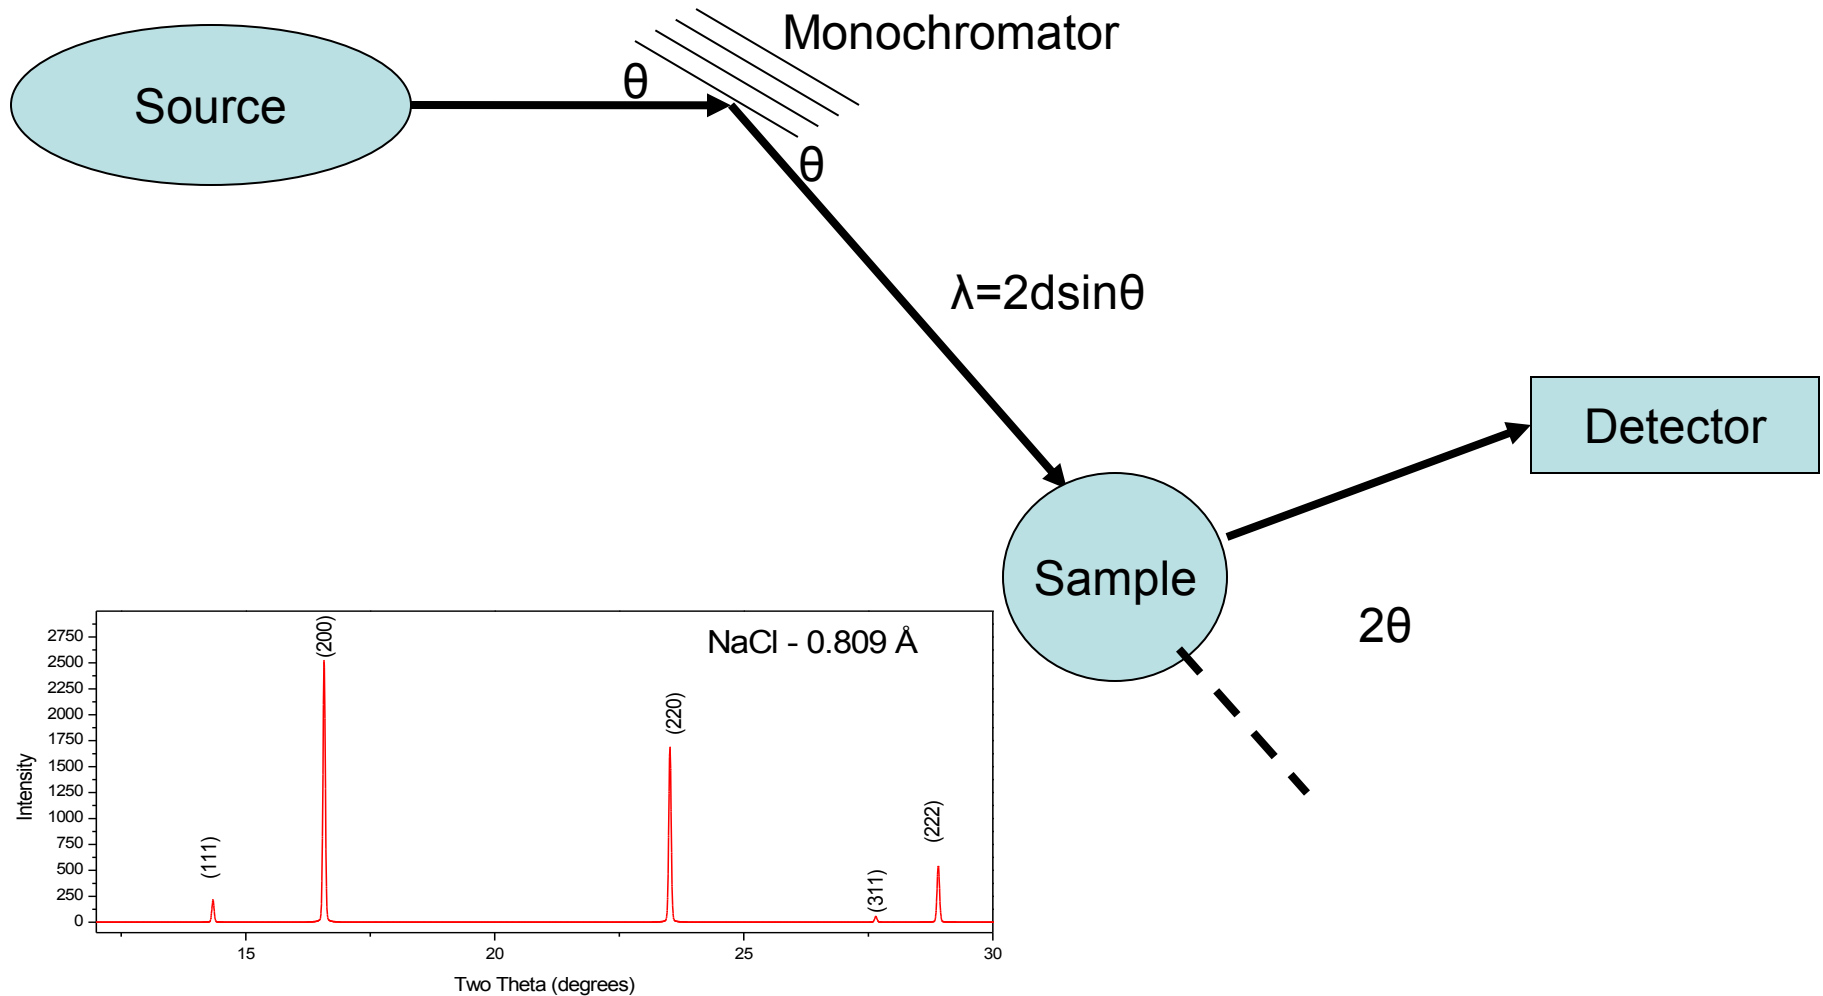 Monochromator
Source
θ
θ
λ=2dsinθ
Detector
Sample
2θ
NaCl - 0.809 Å
(200)
(220)
(222)
(111)
(311)
2750
2500
2250
2000
1750
1500
1250
1000
750
500
250
0
Intensity
15 20 25 30
Two Theta (degrees)